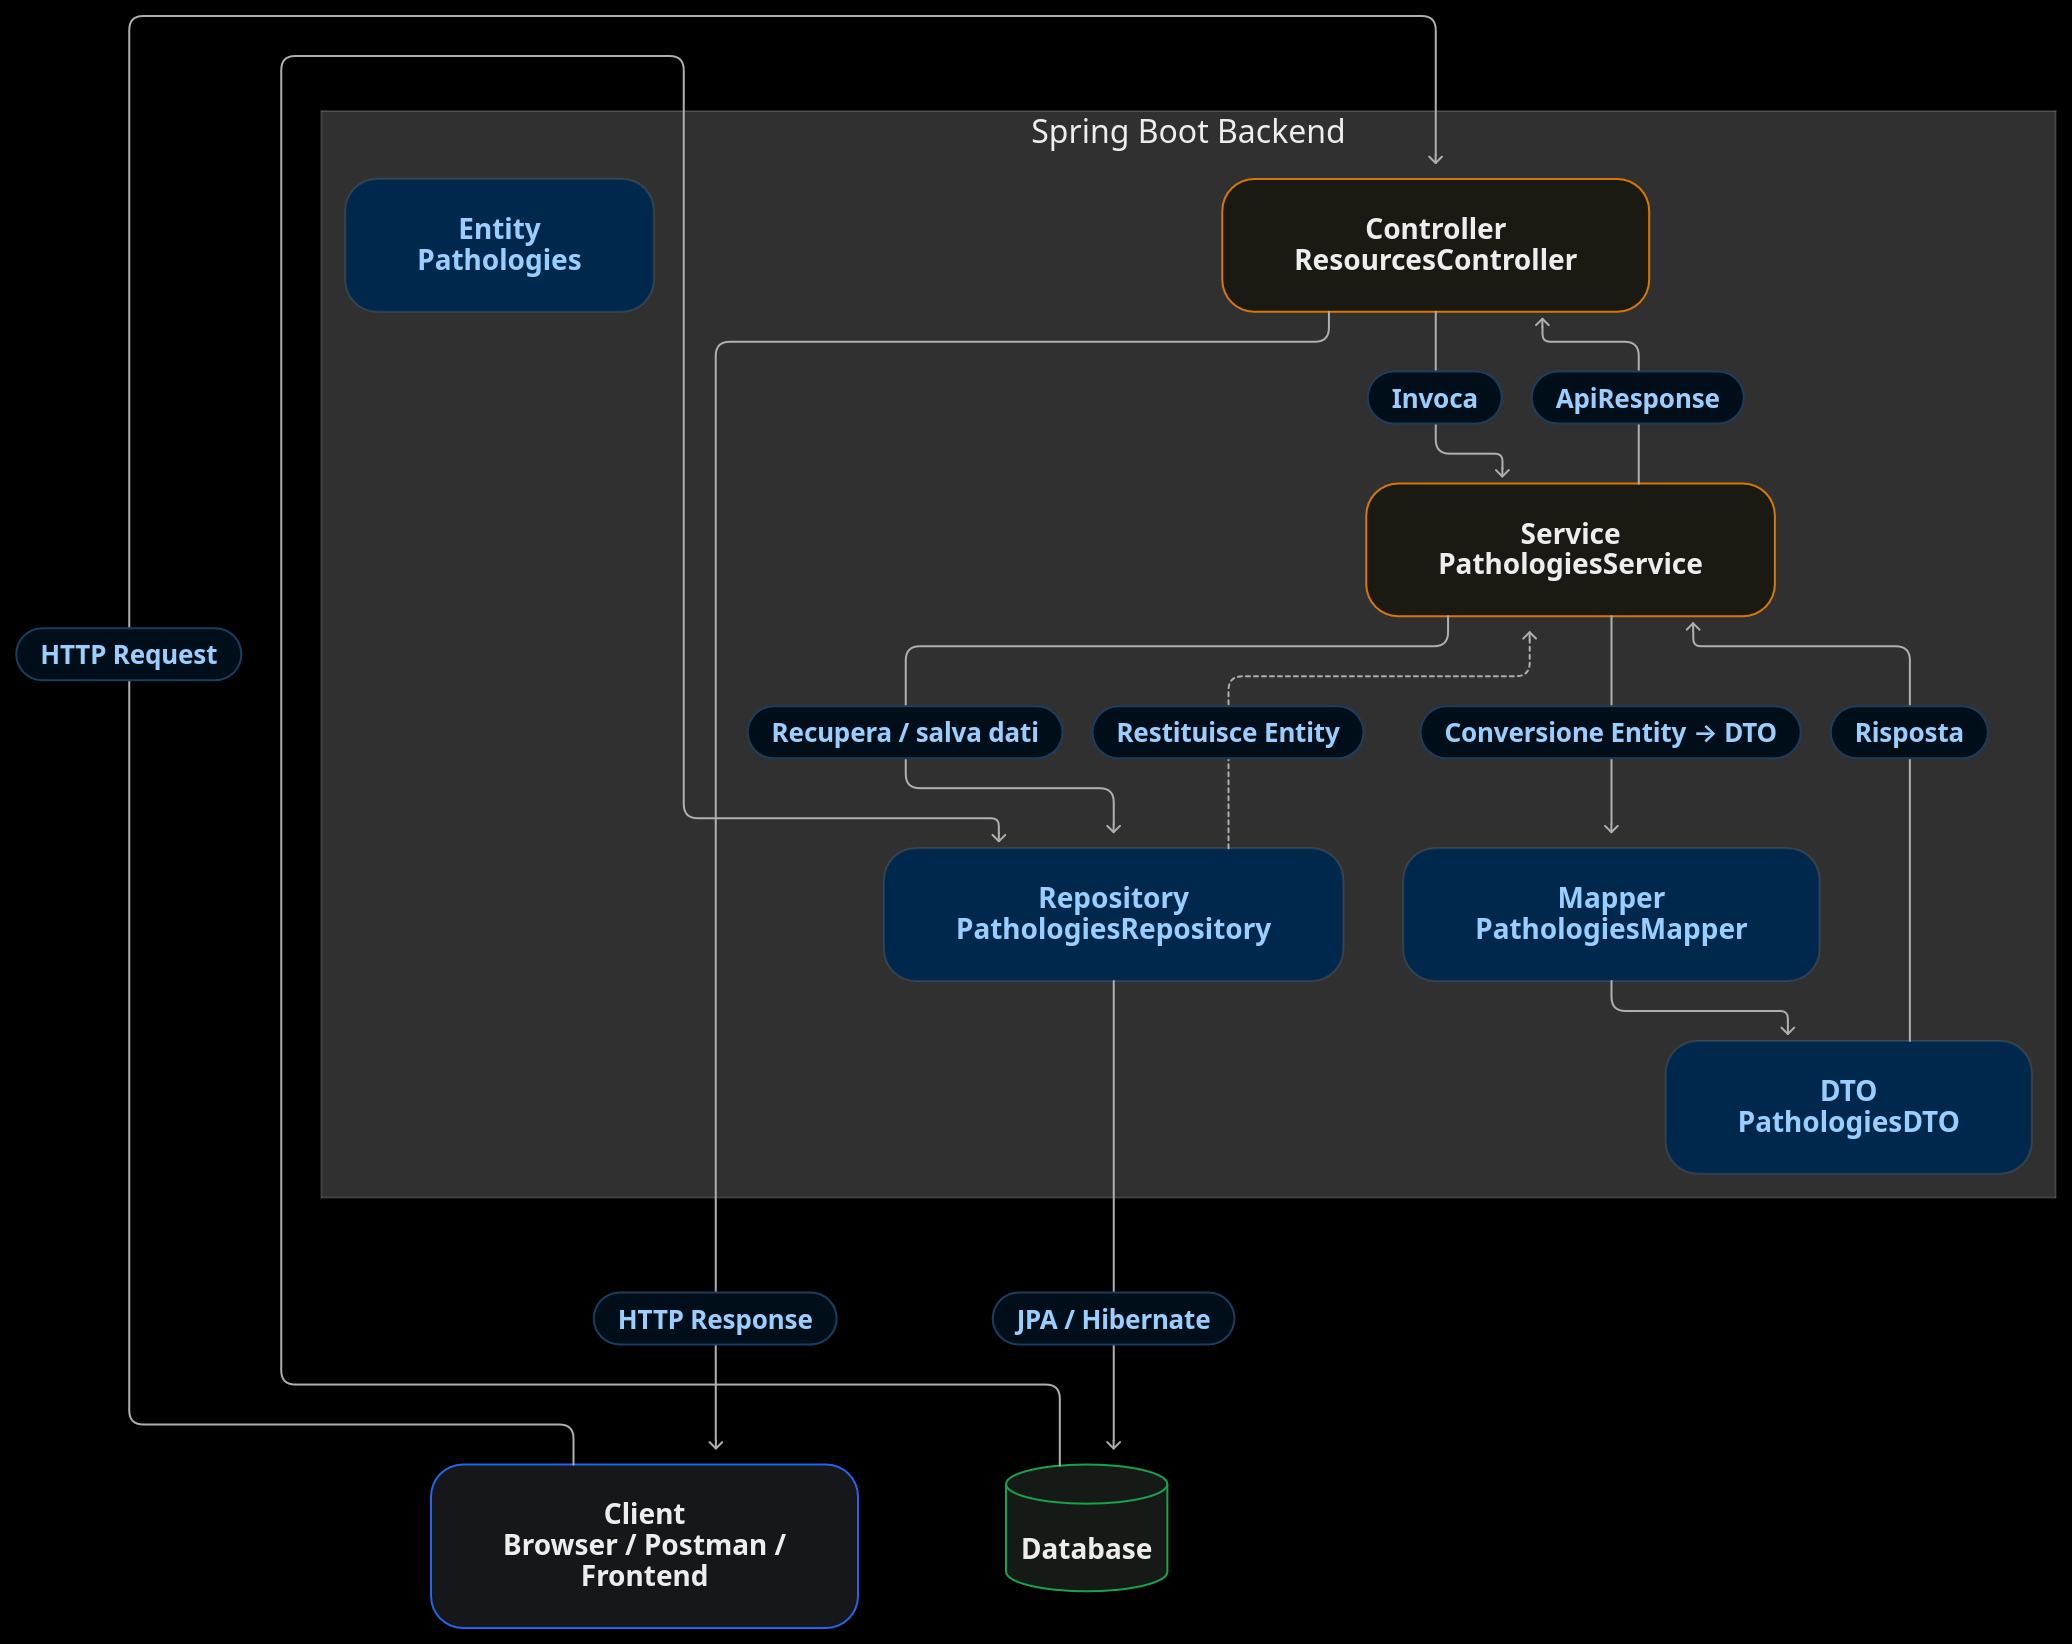 Spring Boot Backend
Entity
Pathologies
Controller
ResourcesController
Invoca
ApiResponse
Service
PathologiesService
HTTP Request
Recupera / salva dati
Restituisce Entity
Conversione Entity → DTO
Risposta
Repository
PathologiesRepository
Mapper
PathologiesMapper
DTO
PathologiesDTO
HTTP Response
JPA / Hibernate
Client
Browser / Postman /
Frontend
Database